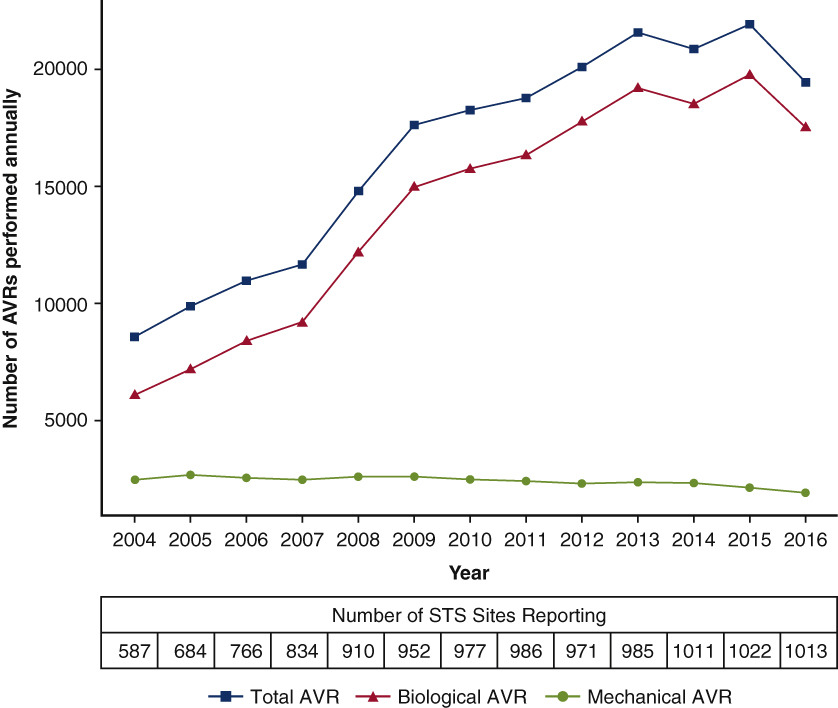 Number of AVRs performed annually
20000
15000
10000
5000
2004 2005 2006 2007 2008 2009 2010 2011 2012 2013 2014 2015 2016
Year
Number of STS Sites Reporting
587 684 766 834 910 952 977 986 971 985 1011 1022 1013
Total AVR Biological AVR Mechanical AVR